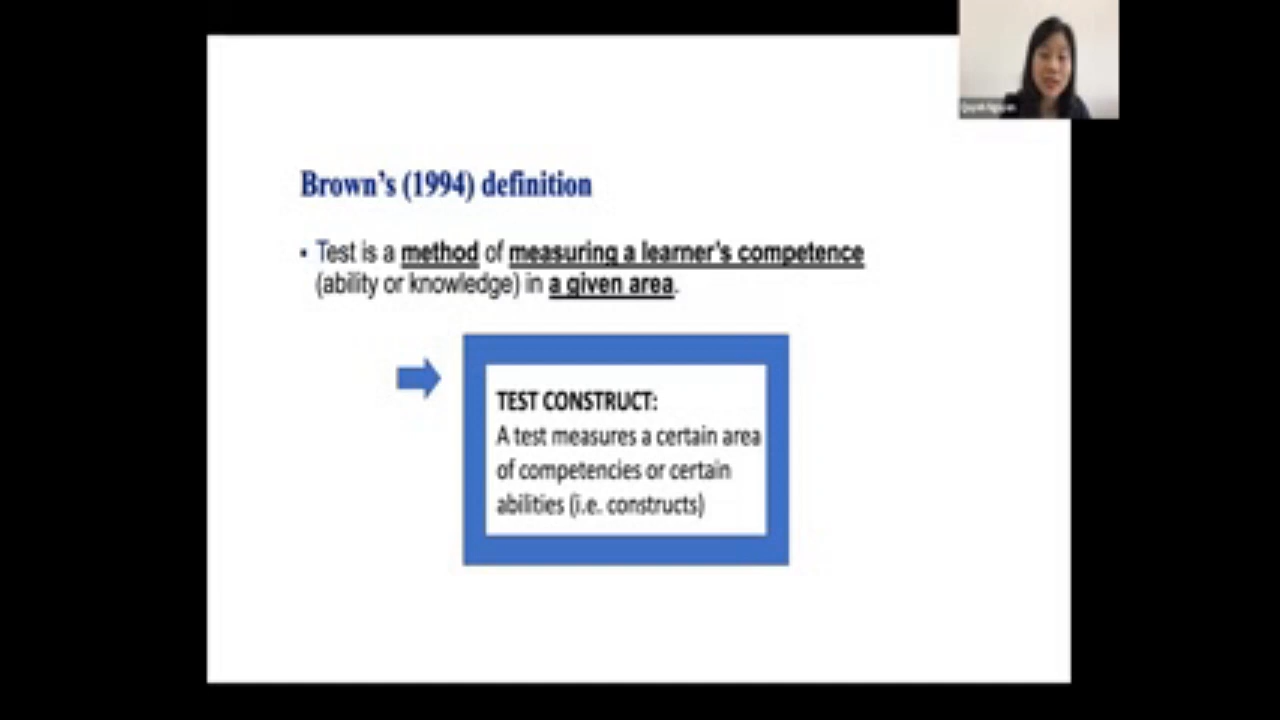 Brown's (1994) definition
▪ Test is a method of measuring a learner's competence
(ability or knowledge) in a given area.
TEST CONSTRUCT:
A test measures a certain area
of competencies or certain
abilities (i.e. constructs)